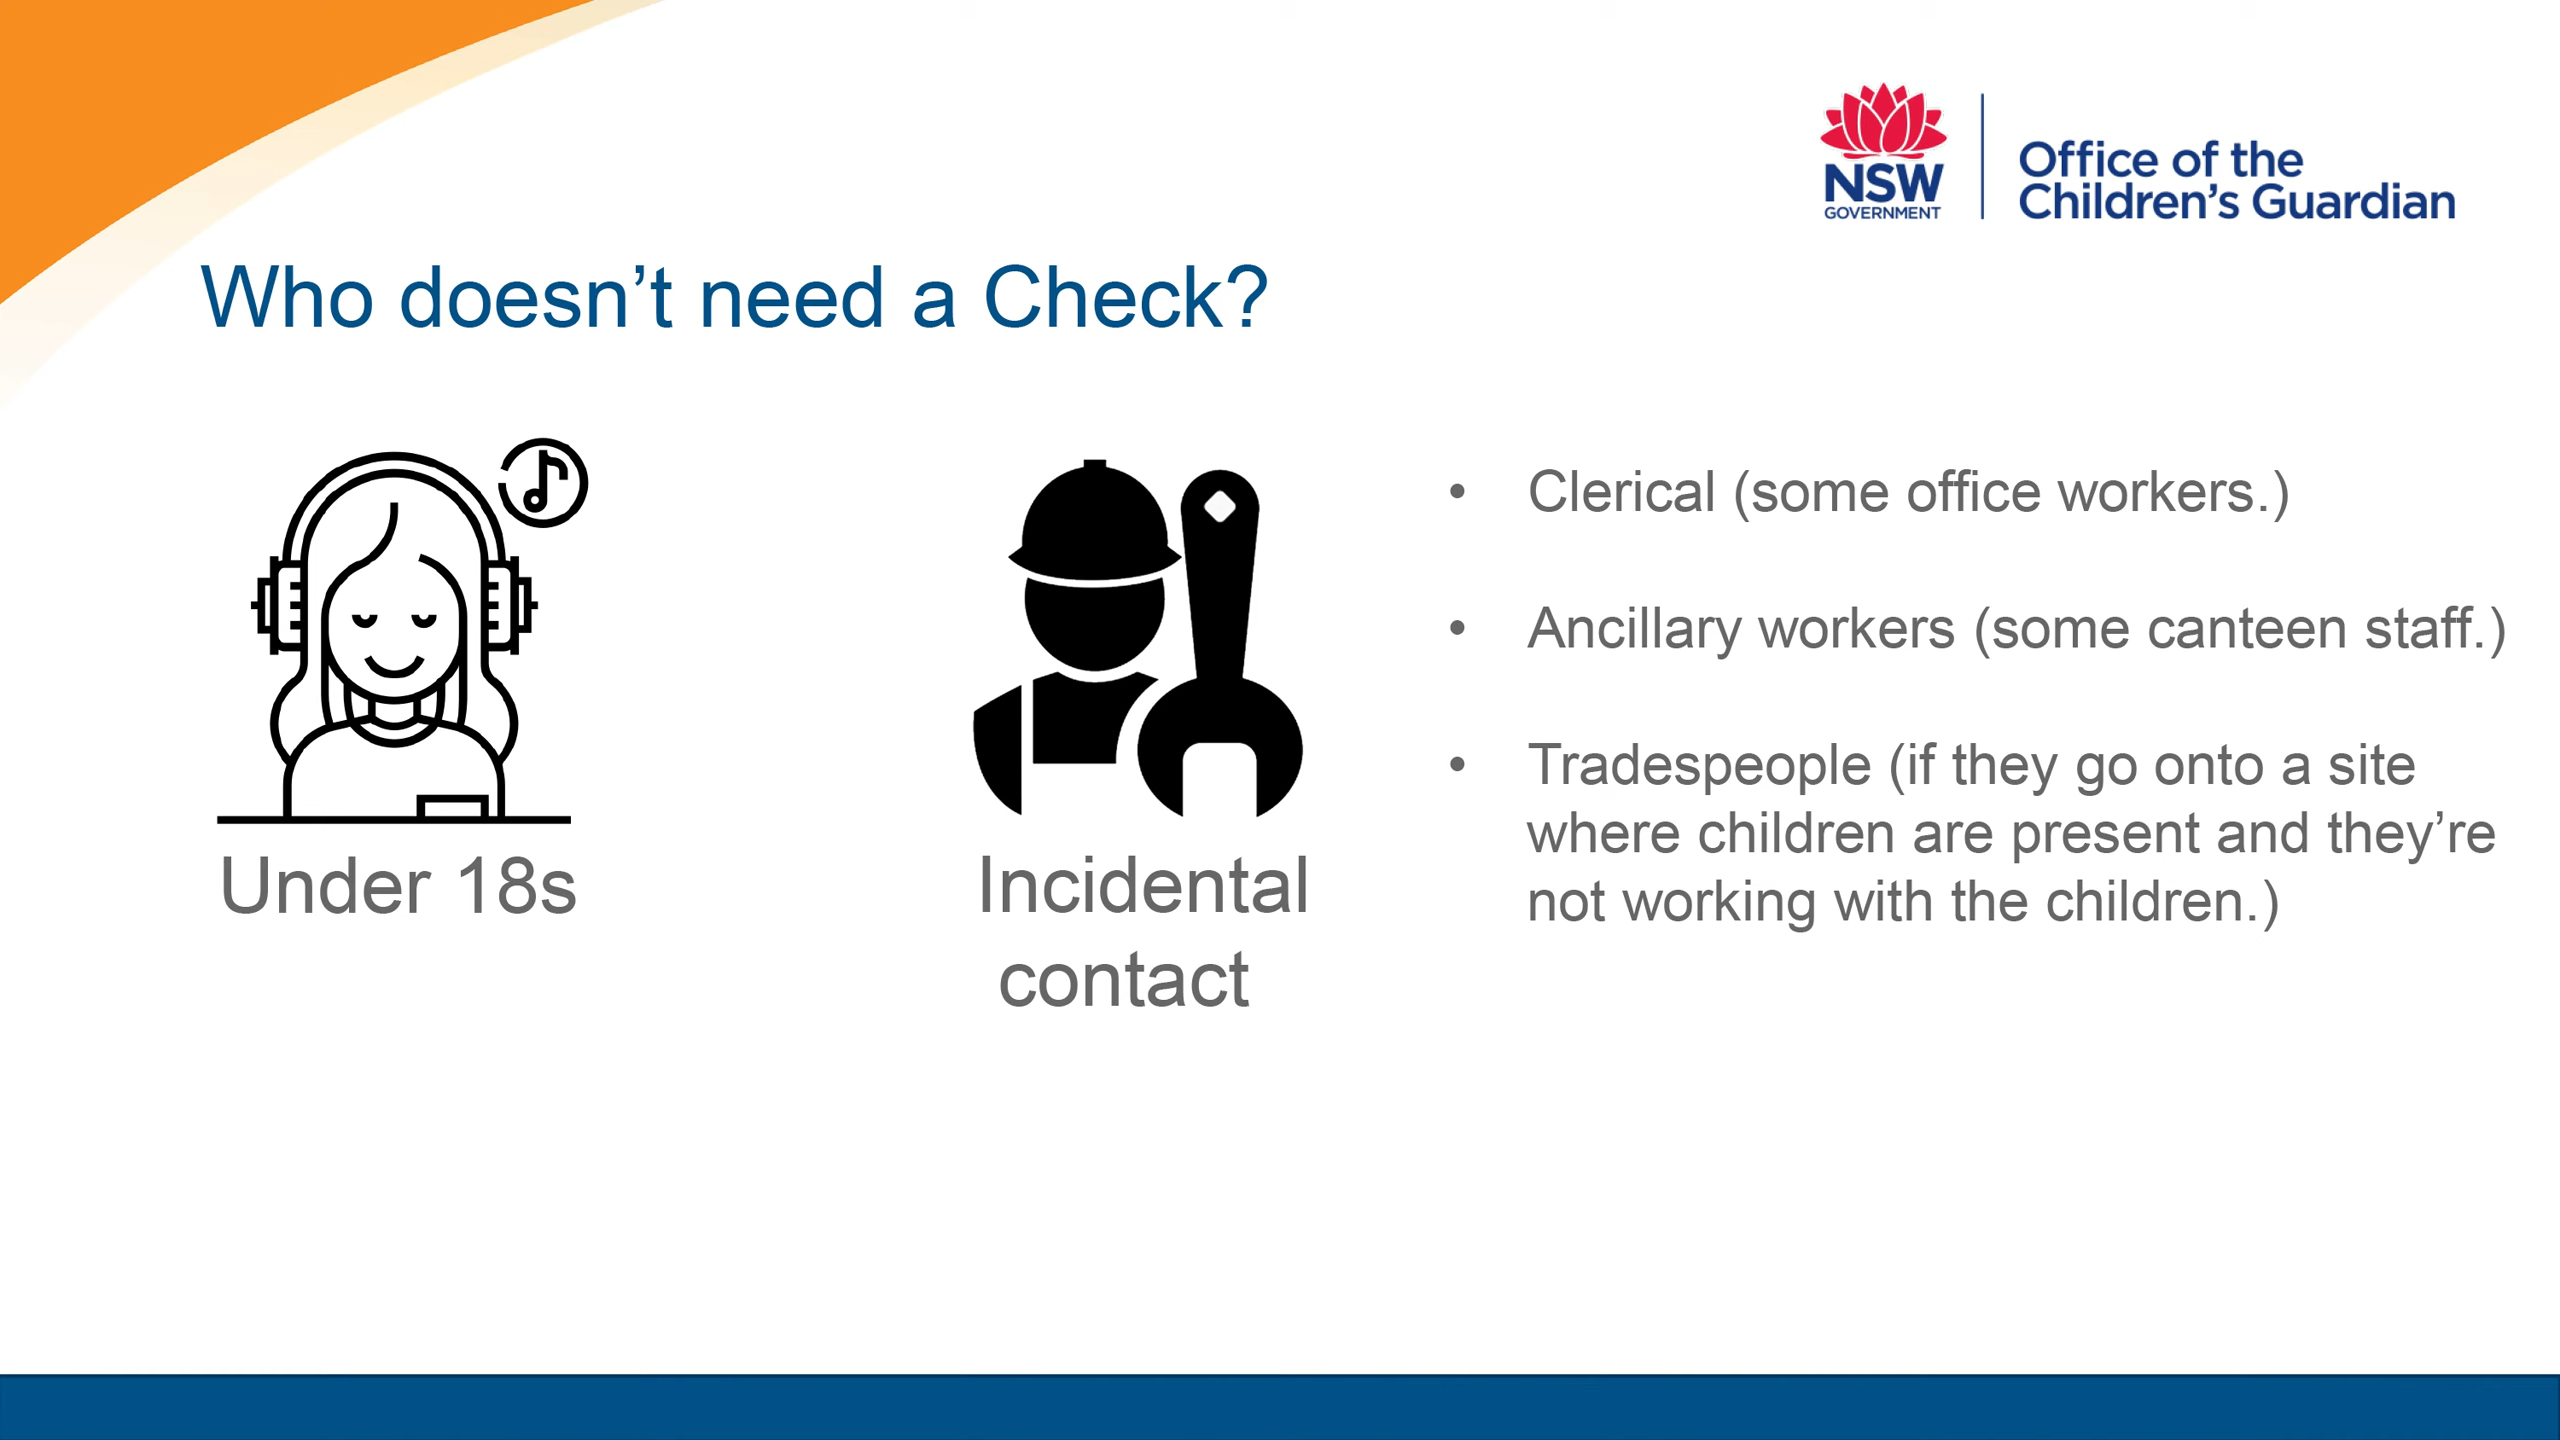 NSW
GOVERNMENT
Office of the
Children's Guardian
Who doesn't need a Check?
Under 18s
Incidental
contact
• Clerical (some office workers.)
• Ancillary workers (some canteen staff.)
• Tradespeople (if they go onto a site
where children are present and they're
not working with the children.)